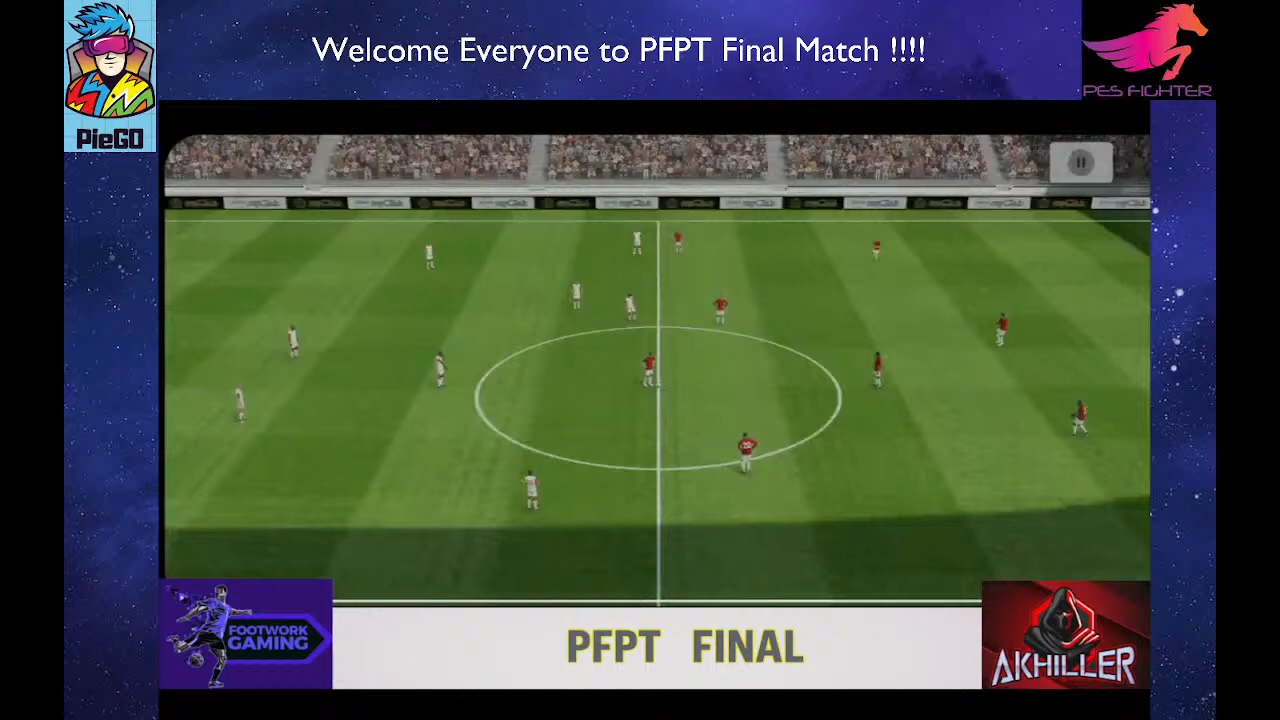 Welcome Everyone to PFPT Final Match !!!!
PieGO
PES FIGHTER
FOOTWORK
GAMING
PFPT FINAL
AKHILLER